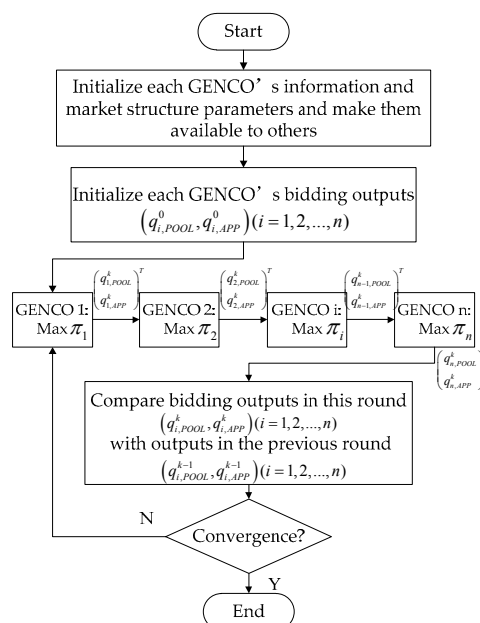 Start
Initialize each GENCO’ s information and
market structure parameters and make them
available to others
Initialize each GENCO’ s bidding outputs
(q⁰_{i,POOL}, q⁰_{i,APP})(i = 1,2,...,n)
(q^k_{1,POOL} q^k_{1,APP})^T
(q^k_{2,POOL} q^k_{2,APP})^T
(q^k_{n-1,POOL} q^k_{n-1,APP})^T
GENCO 1:
Max π₁
GENCO 2:
Max π₂
GENCO i:
Max π_i
GENCO n:
Max π_n
(q^k_{n,POOL} q^k_{n,APP})
Compare bidding outputs in this round
(q^k_{i,POOL}, q^k_{i,APP})(i = 1,2,...,n)
with outputs in the previous round
(q^{k-1}_{i,POOL}, q^{k-1}_{i,APP})(i = 1,2,...,n)
N
Convergence?
Y
End